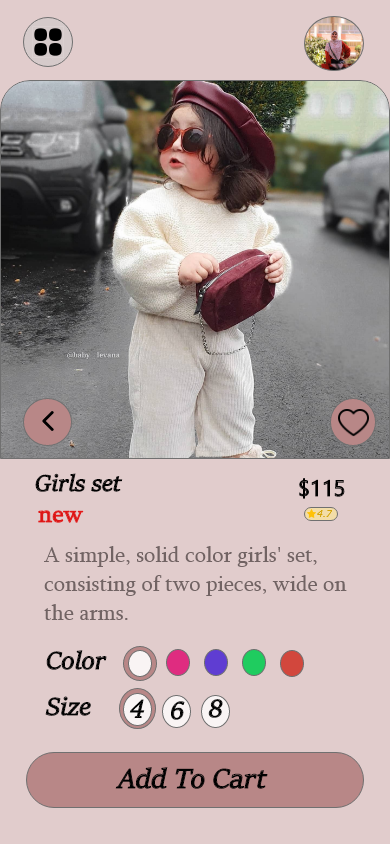 @baby_fevana
Girls set
$115
new
4.7
A simple, solid color girls' set,
consisting of two pieces, wide on
the arms.
Color
Size 4 6 8
Add To Cart